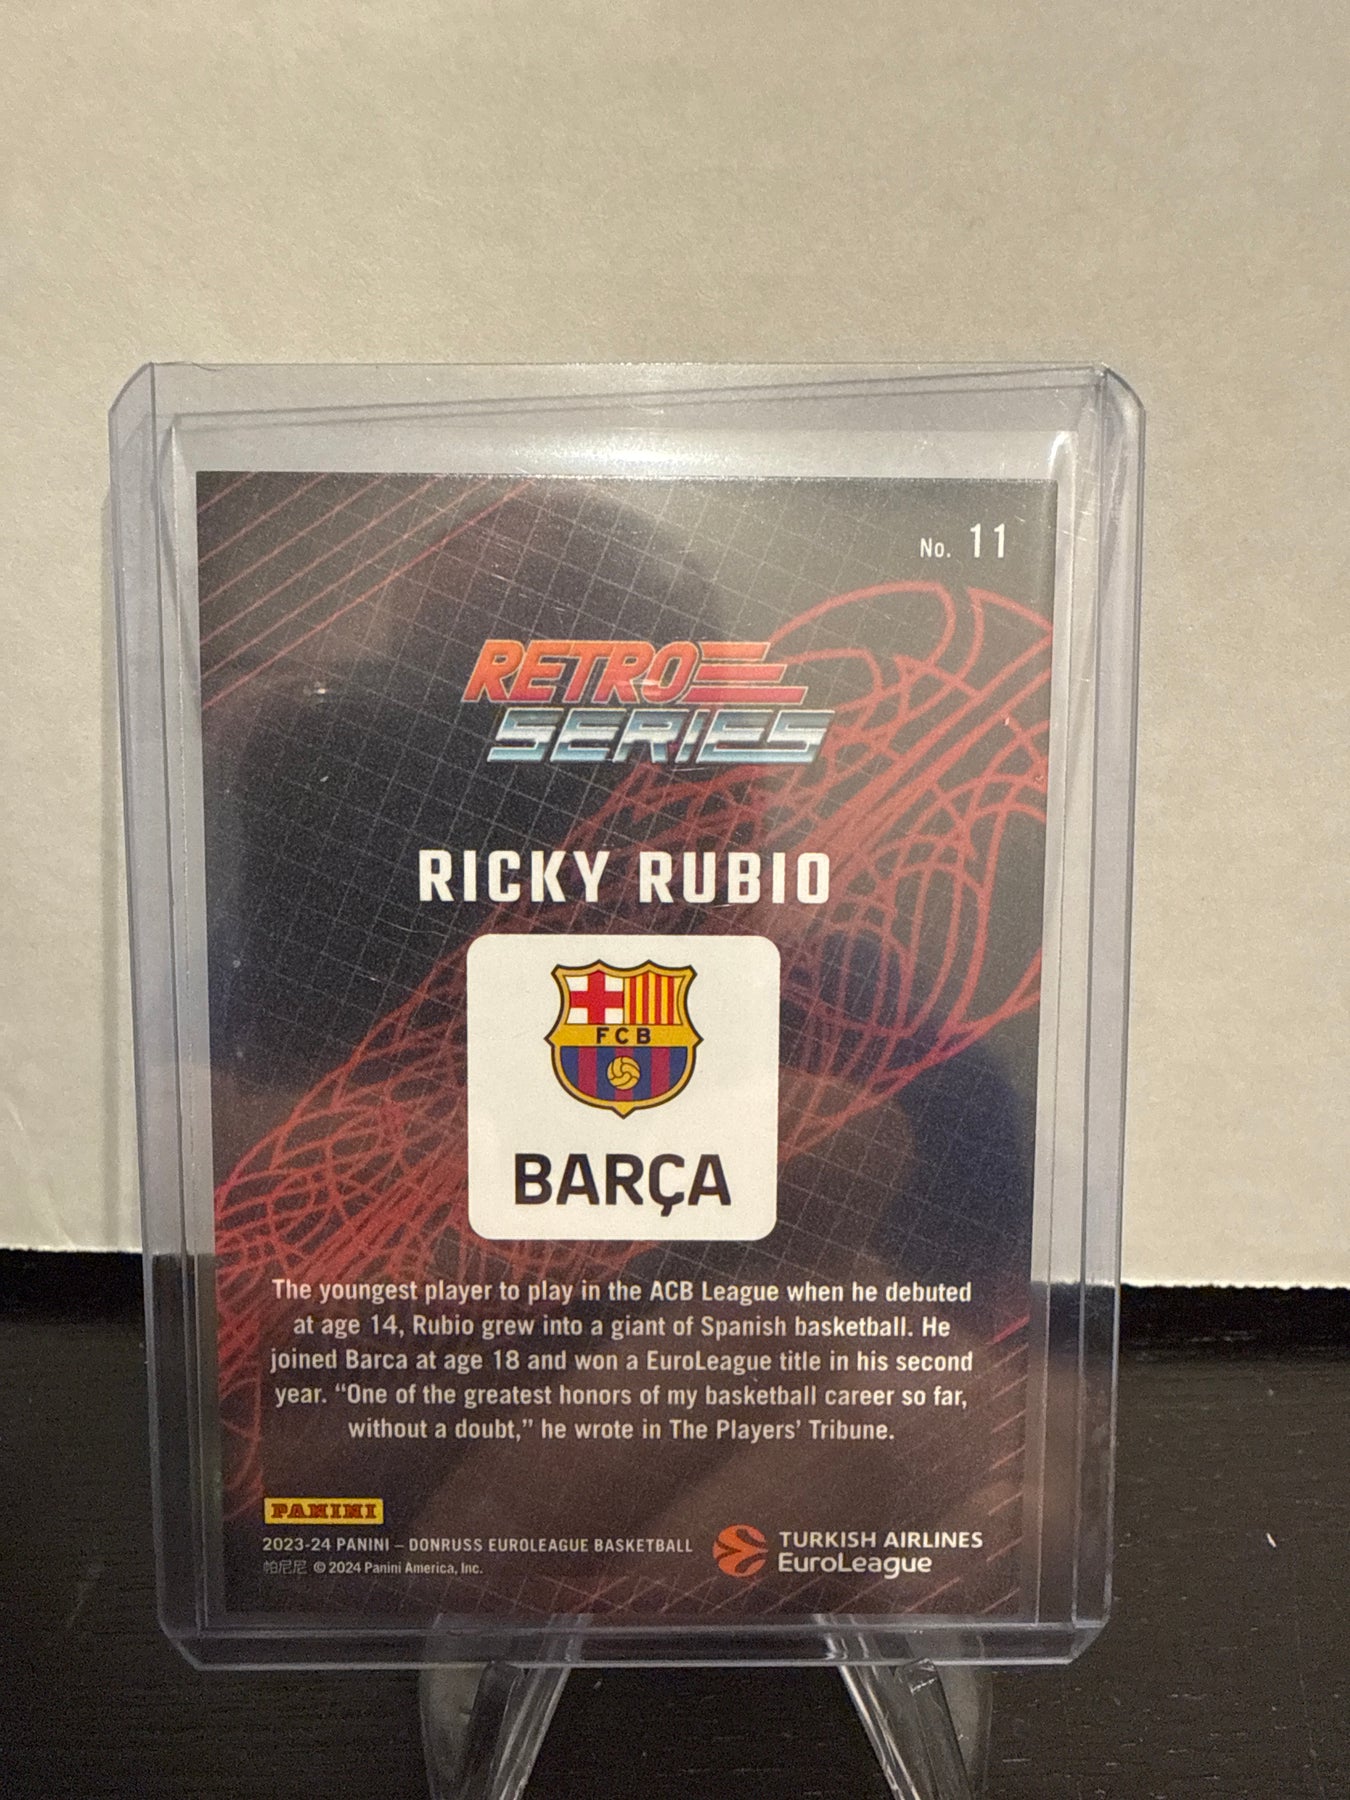 No. 11
RETRO
SERIES
RICKY RUBIO
FCB
BARÇA
The youngest player to play in the ACB League when he debuted
at age 14, Rubio grew into a giant of Spanish basketball. He
joined Barca at age 18 and won a EuroLeague title in his second
year. “One of the greatest honors of my basketball career so far,
without a doubt,” he wrote in The Players’ Tribune.
PANINI
2023-24 PANINI – DONRUSS EUROLEAGUE BASKETBALL
帕尼尼 © 2024 Panini America, Inc.
TURKISH AIRLINES
EuroLeague